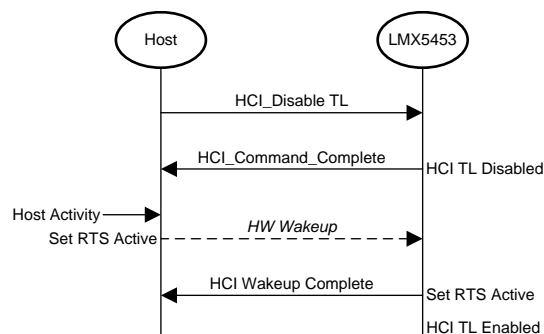 Host
LMX5453
HCI_Disable TL
HCI_Command_Complete
HCI TL Disabled
Host Activity
Set RTS Active
HW Wakeup
HCI Wakeup Complete
Set RTS Active
HCI TL Enabled